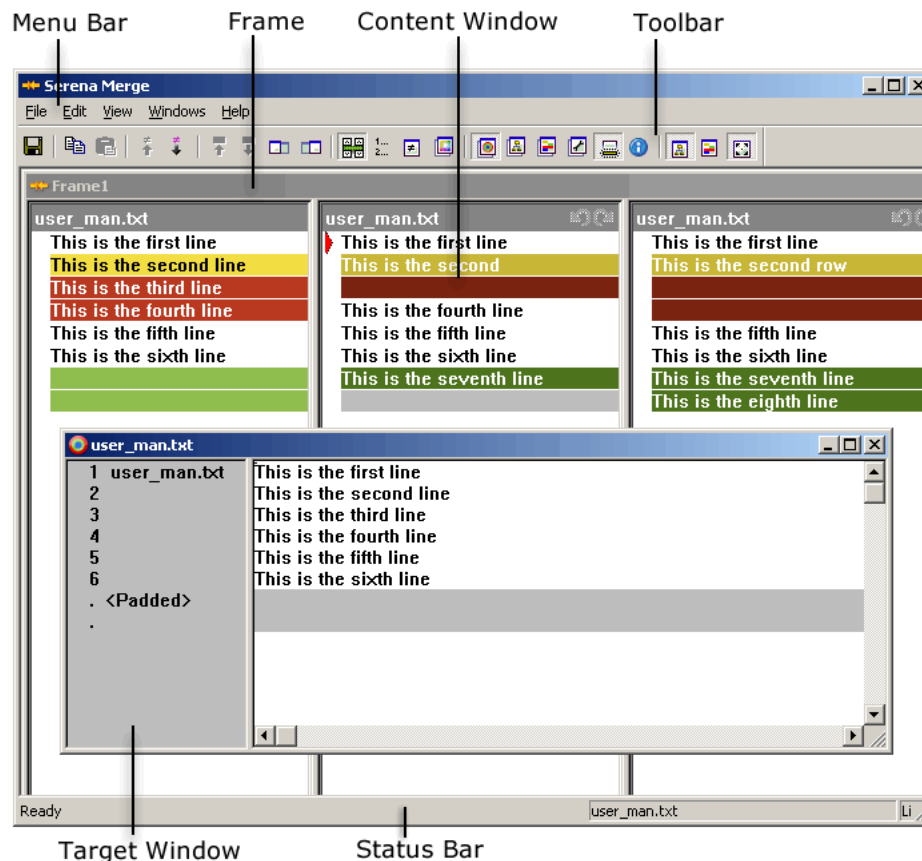 Menu Bar Frame Content Window Toolbar
Serena Merge
File Edit View Windows Help
1... 2...
Frame1
user_man.txt user_man.txt user_man.txt
This is the first line This is the first line This is the first line
This is the second line This is the second This is the second row
This is the third line
This is the fourth line This is the fourth line
This is the fifth line This is the fifth line This is the fifth line
This is the sixth line This is the sixth line This is the sixth line
This is the seventh line This is the seventh line
This is the eighth line
user_man.txt
1 user_man.txt This is the first line
2 This is the second line
3 This is the third line
4 This is the fourth line
5 This is the fifth line
6 This is the sixth line
. <Padded>
.
Ready user_man.txt Li
Target Window Status Bar